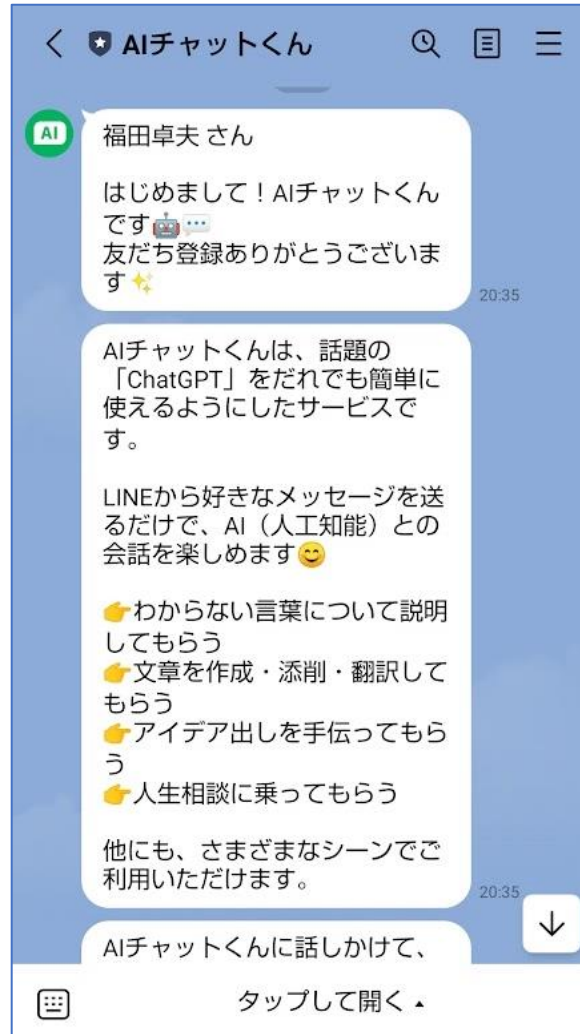 AIチャットくん
AI
福田卓夫 さん
はじめまして！AIチャットくん
です🤖💬
友だち登録ありがとうございま
す✨
20:35
AIチャットくんは、話題の
「ChatGPT」をだれでも簡単に
使えるようにしたサービスで
す。
LINEから好きなメッセージを送
るだけで、AI（人工知能）との
会話を楽しめます😊
👉わからない言葉について説明
してもらう
👉文章を作成・添削・翻訳して
もらう
👉アイデア出しを手伝ってもら
う
👉人生相談に乗ってもらう
他にも、さまざまなシーンでご
利用いただけます。
20:35
AIチャットくんに話しかけて、
タップして開く